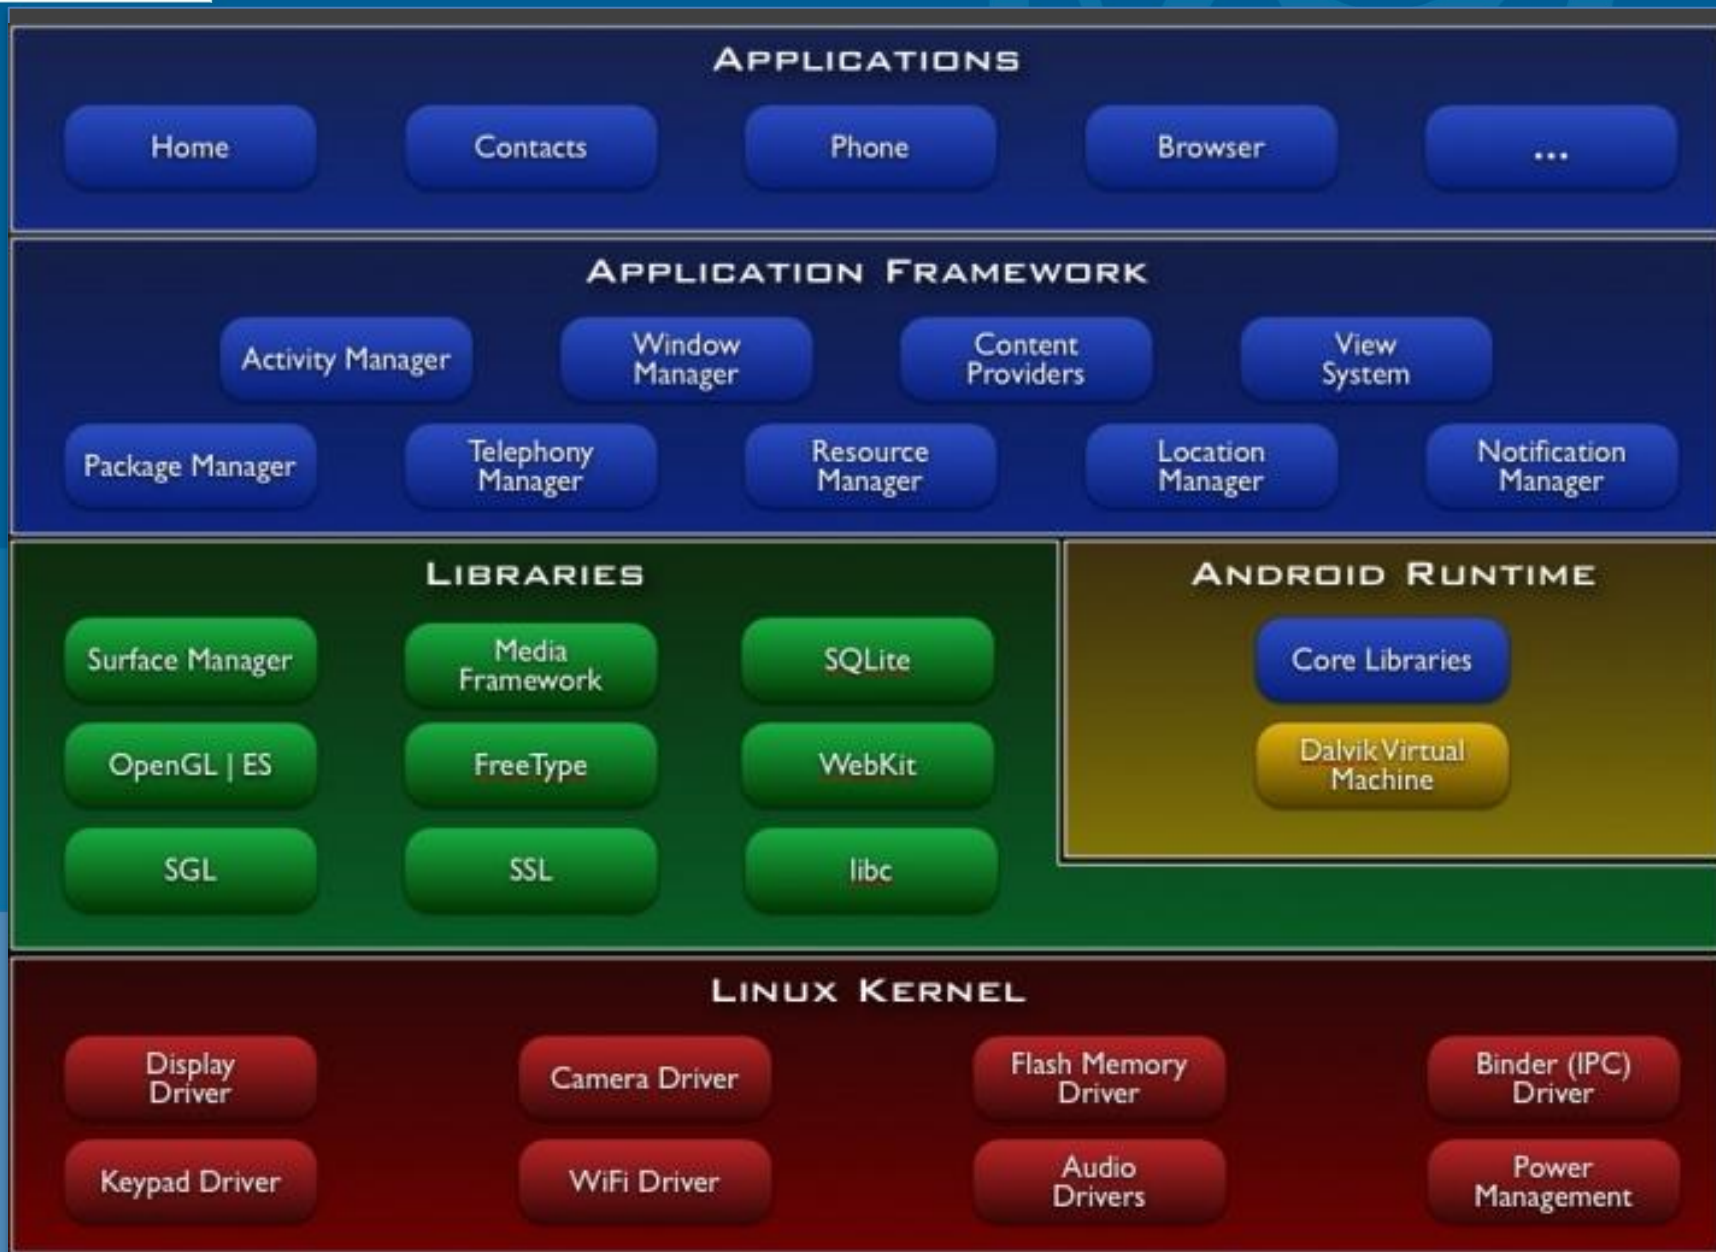 APPLICATIONS
Home
Contacts
Phone
Browser
...
APPLICATION FRAMEWORK
Activity Manager
Window
Manager
Content
Providers
View
System
Package Manager
Telephony
Manager
Resource
Manager
Location
Manager
Notification
Manager
LIBRARIES
Surface Manager
Media
Framework
SQLite
OpenGL | ES
FreeType
WebKit
SGL
SSL
libc
ANDROID RUNTIME
Core Libraries
Dalvik Virtual
Machine
LINUX KERNEL
Display
Driver
Camera Driver
Flash Memory
Driver
Binder (IPC)
Driver
Keypad Driver
WiFi Driver
Audio
Drivers
Power
Management